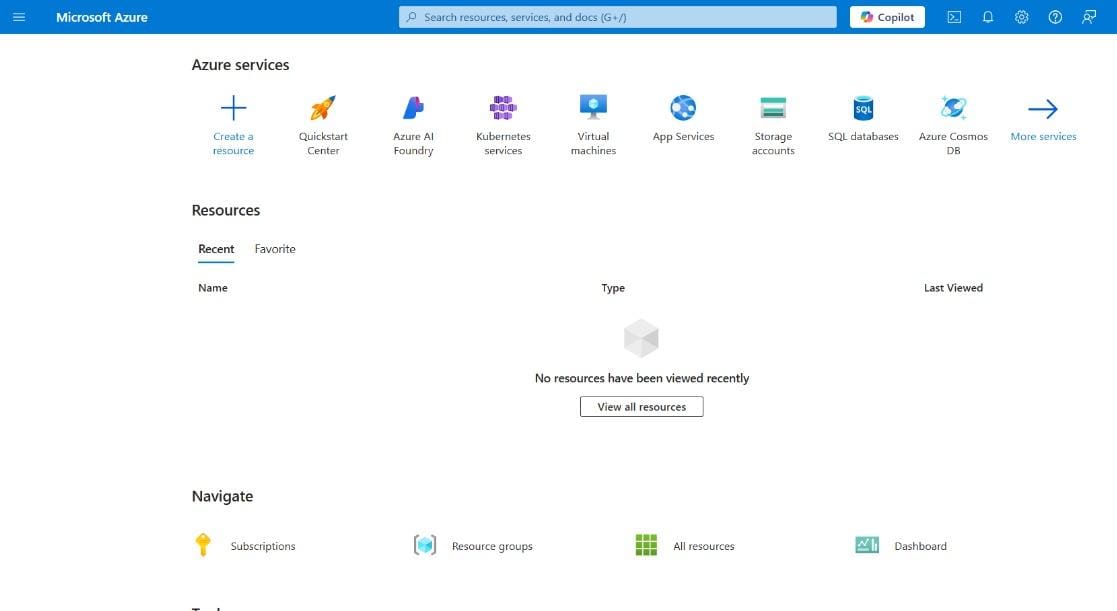 Microsoft Azure
Search resources, services, and docs (G+/)
Copilot
Azure services
Create a resource
Quickstart Center
Azure AI Foundry
Kubernetes services
Virtual machines
App Services
Storage accounts
SQL
SQL databases
Azure Cosmos DB
More services
Resources
Recent Favorite
Name Type Last Viewed
No resources have been viewed recently
View all resources
Navigate
Subscriptions Resource groups All resources Dashboard